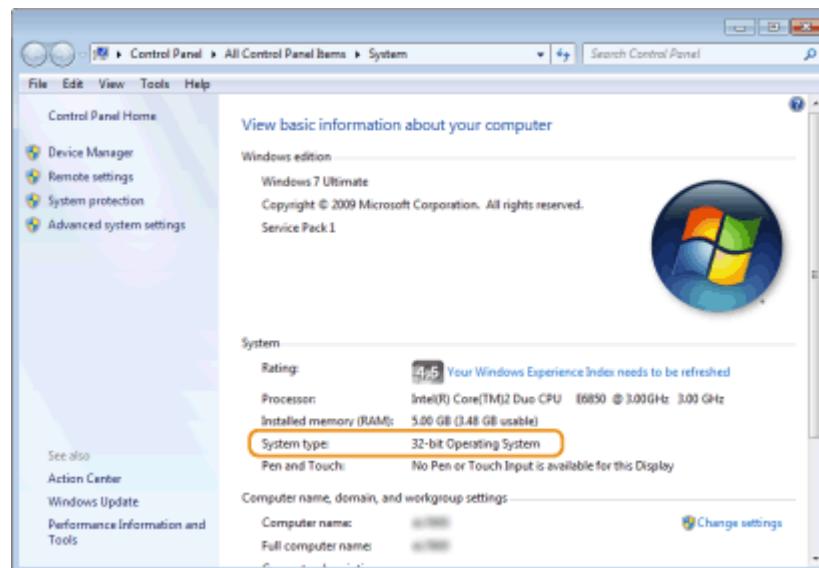 Control Panel ▸ All Control Panel Items ▸ System
Search Control Panel
File Edit View Tools Help
Control Panel Home
Device Manager
Remote settings
System protection
Advanced system settings
See also
Action Center
Windows Update
Performance Information and
Tools
View basic information about your computer
Windows edition
Windows 7 Ultimate
Copyright © 2009 Microsoft Corporation. All rights reserved.
Service Pack 1
System
Rating: 4,5 Your Windows Experience Index needs to be refreshed
Processor: Intel(R) Core(TM)2 Duo CPU E6850 @ 3.00GHz 3.00 GHz
Installed memory (RAM): 5.00 GB (3.48 GB usable)
System type: 32-bit Operating System
Pen and Touch: No Pen or Touch Input is available for this Display
Computer name, domain, and workgroup settings
Computer name: Change settings
Full computer name: